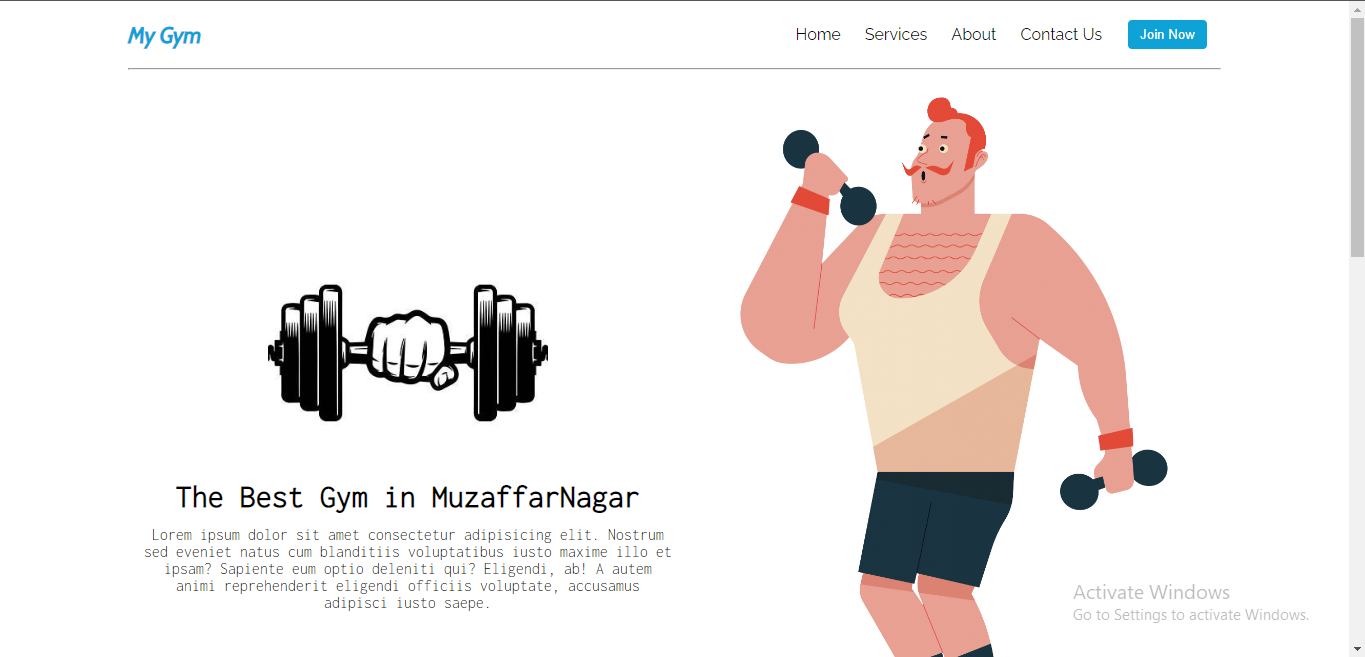 My Gym
Home Services About Contact Us Join Now
The Best Gym in MuzaffarNagar
Lorem ipsum dolor sit amet consectetur adipisicing elit. Nostrum
sed eveniet natus cum blanditiis voluptatibus iusto maxime illo et
ipsam? Sapiente eum optio deleniti qui? Eligendi, ab! A autem
animi reprehenderit eligendi officiis voluptate, accusamus
adipisci iusto saepe.
Activate Windows
Go to Settings to activate Windows.